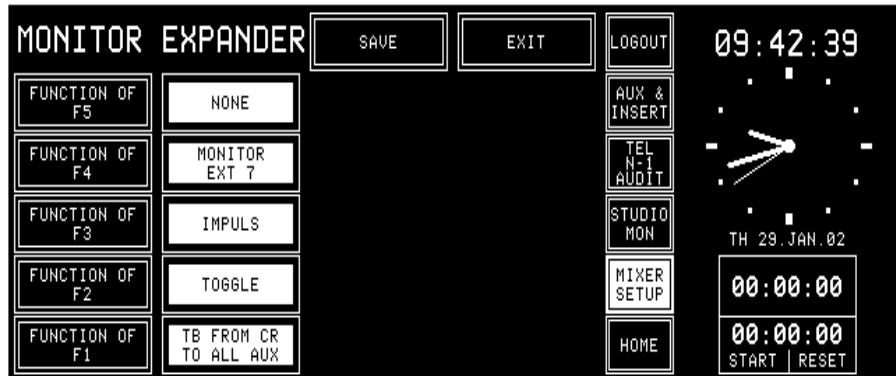 MONITOR EXPANDER
SAVE
EXIT
LOGOUT
09:42:39
FUNCTION OF
F5
NONE
AUX &
INSERT
FUNCTION OF
F4
MONITOR
EXT 7
TEL
N-1
AUDIT
FUNCTION OF
F3
IMPULS
STUDIO
MON
TH 29.JAN.02
FUNCTION OF
F2
TOGGLE
MIXER
SETUP
00:00:00
FUNCTION OF
F1
TB FROM CR
TO ALL AUX
HOME
00:00:00
START RESET